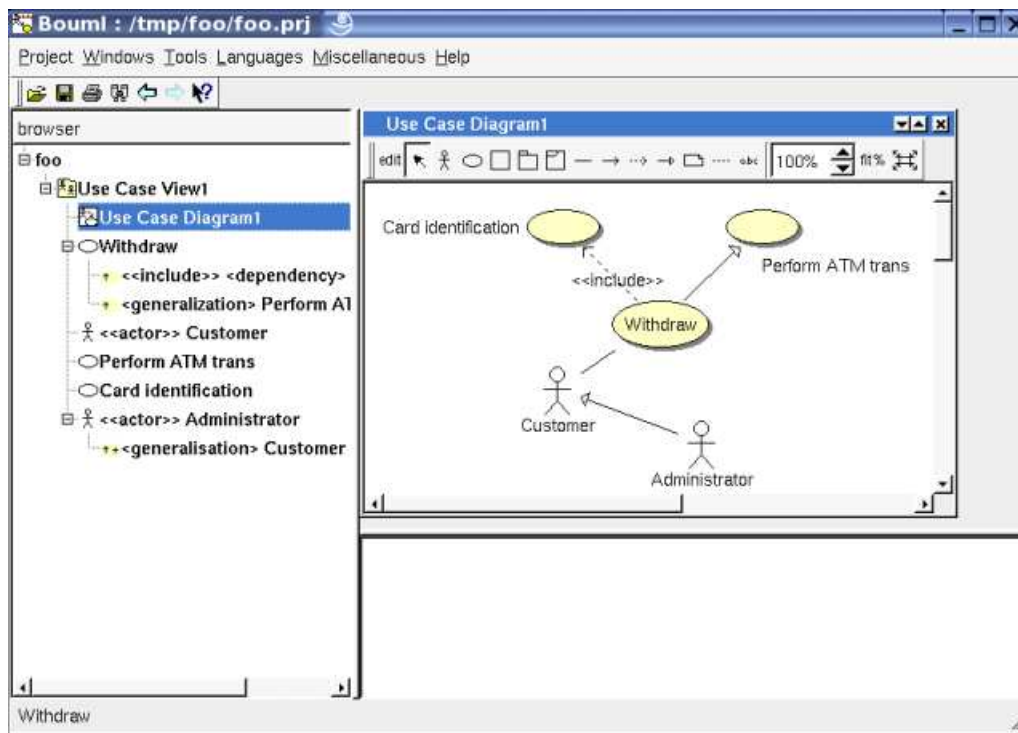 Bouml : /tmp/foo/foo.prj
Project Windows Tools Languages Miscellaneous Help
browser
foo
Use Case View1
Use Case Diagram1
Withdraw
<<include>> <dependency>
<generalization> Perform AT
<<actor>> Customer
Perform ATM trans
Card identification
<<actor>> Administrator
<generalisation> Customer
Use Case Diagram1
edit abc 100% fit%
Card identification
Perform ATM trans
<<include>>
Withdraw
Customer
Administrator
Withdraw